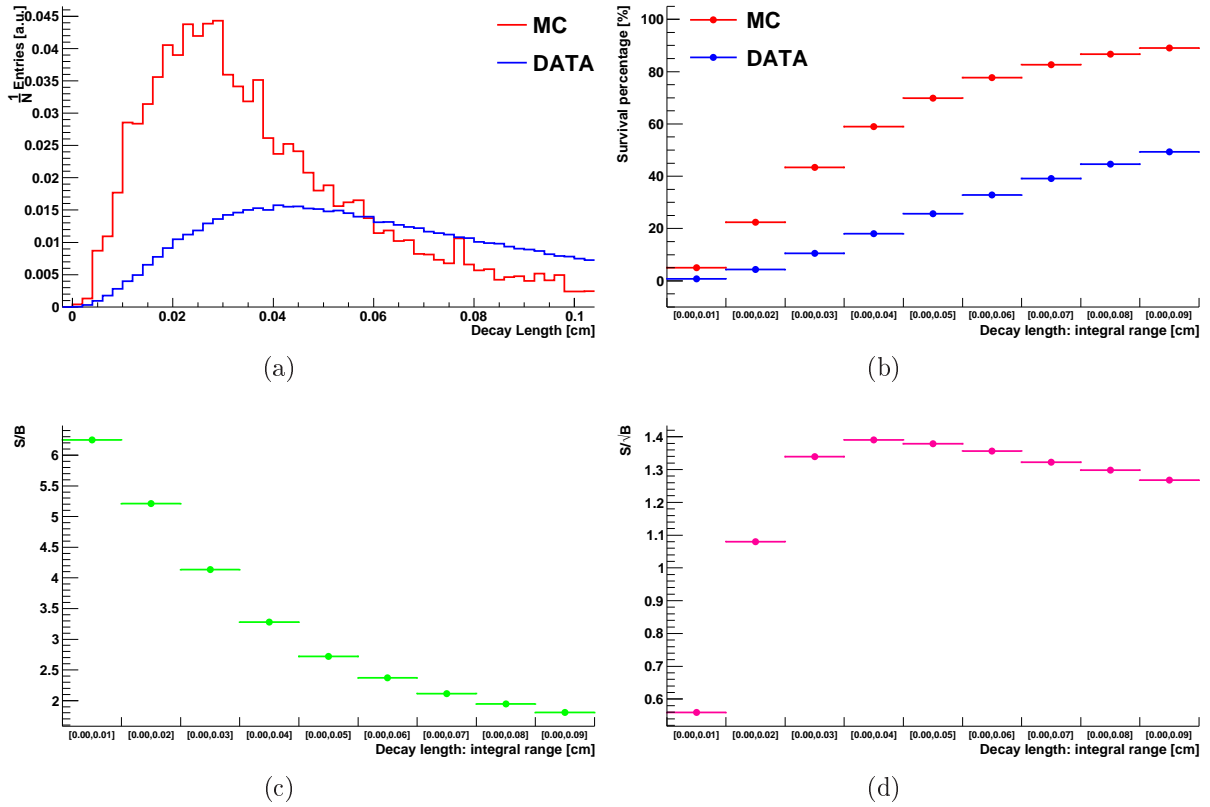 1/N Entries [a.u.]
0.045
0.04
0.035
0.03
0.025
0.02
0.015
0.01
0.005
0
MC
DATA
0 0.02 0.04 0.06 0.08 0.1
Decay Length [cm]
(a)
Survival percentage [%]
100
80
60
40
20
0
MC
DATA
[0.00,0.01] [0.00,0.02] [0.00,0.03] [0.00,0.04] [0.00,0.05] [0.00,0.06] [0.00,0.07] [0.00,0.08] [0.00,0.09]
Decay length: integral range [cm]
(b)
S/B
6
5.5
5
4.5
4
3.5
3
2.5
2
[0.00,0.01] [0.00,0.02] [0.00,0.03] [0.00,0.04] [0.00,0.05] [0.00,0.06] [0.00,0.07] [0.00,0.08] [0.00,0.09]
Decay length: integral range [cm]
(c)
S/√B
1.4
1.3
1.2
1.1
1
0.9
0.8
0.7
0.6
[0.00,0.01] [0.00,0.02] [0.00,0.03] [0.00,0.04] [0.00,0.05] [0.00,0.06] [0.00,0.07] [0.00,0.08] [0.00,0.09]
Decay length: integral range [cm]
(d)